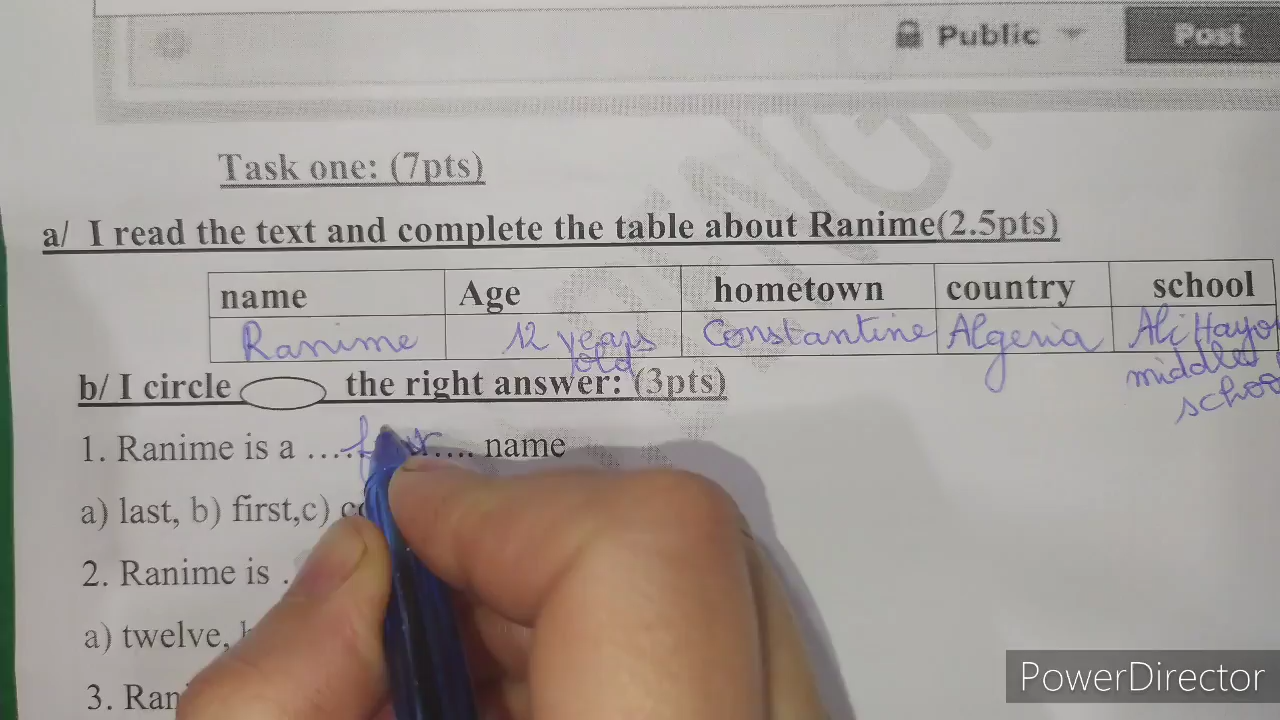 Public Post
Task one: (7pts)
a/ I read the text and complete the table about Ranime(2.5pts)
name Age hometown country school
Ranime 12 years old Constantine Algeria Ali middle school
b/ I circle the right answer: (3pts)
1. Ranime is a ........ name
a) last, b) first,c)
2. Ranime is .
a) twelve,
3.
PowerDirector